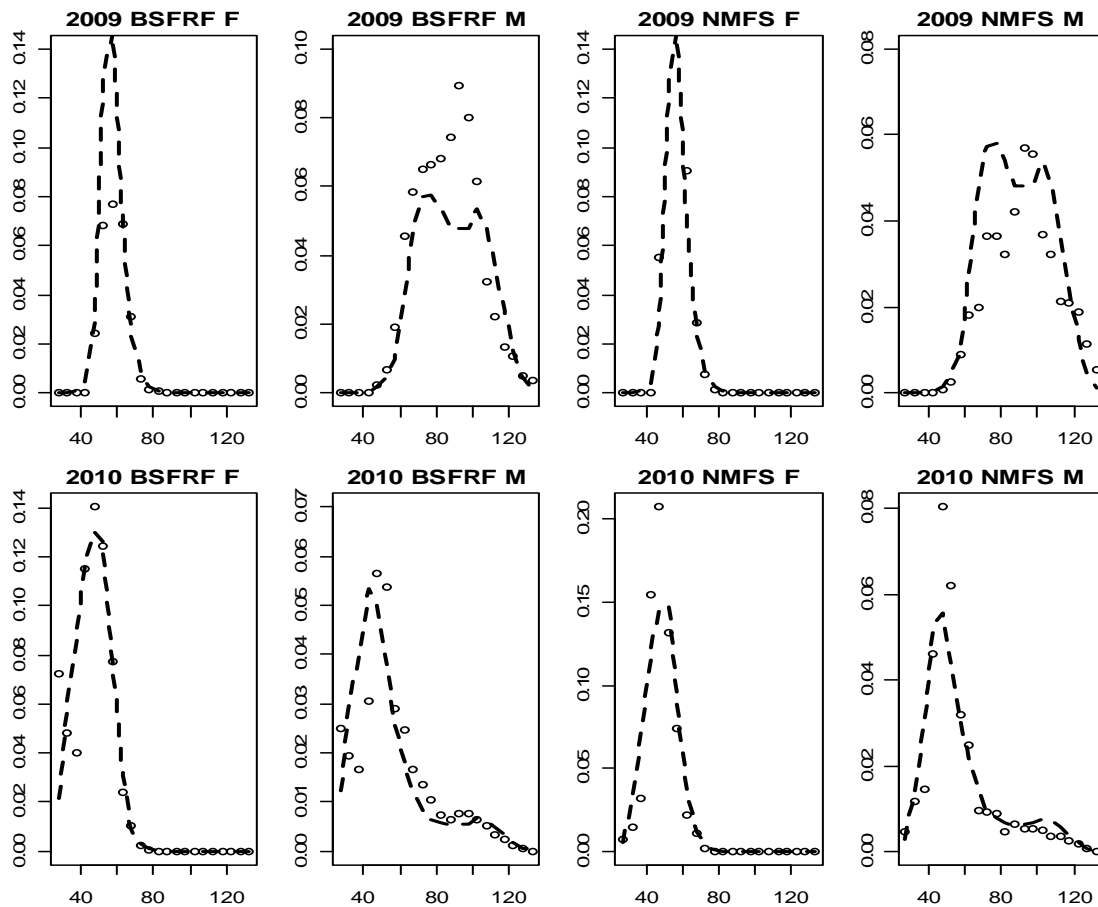 2009 BSFRF F
2009 BSFRF M
2009 NMFS F
2009 NMFS M
0.00 0.02 0.04 0.06 0.08 0.10 0.12 0.14
0.00 0.02 0.04 0.06 0.08 0.10
0.00 0.02 0.04 0.06 0.08 0.10 0.12 0.14
0.00 0.02 0.04 0.06 0.08
40 80 120
40 80 120
40 80 120
40 80 120
2010 BSFRF F
2010 BSFRF M
2010 NMFS F
2010 NMFS M
0.00 0.02 0.04 0.06 0.08 0.10 0.12 0.14
0.00 0.01 0.02 0.03 0.04 0.05 0.06 0.07
0.00 0.05 0.10 0.15 0.20
0.00 0.02 0.04 0.06 0.08
40 80 120
40 80 120
40 80 120
40 80 120